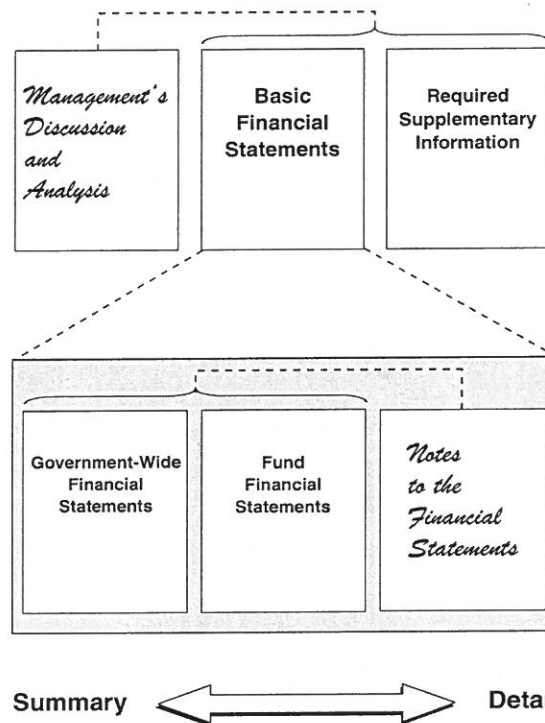 Management's
Discussion
and
Analysis
Basic
Financial
Statements
Required
Supplementary
Information
Government-Wide
Financial
Statements
Fund
Financial
Statements
Notes
to the
Financial
Statements
Summary
Deta